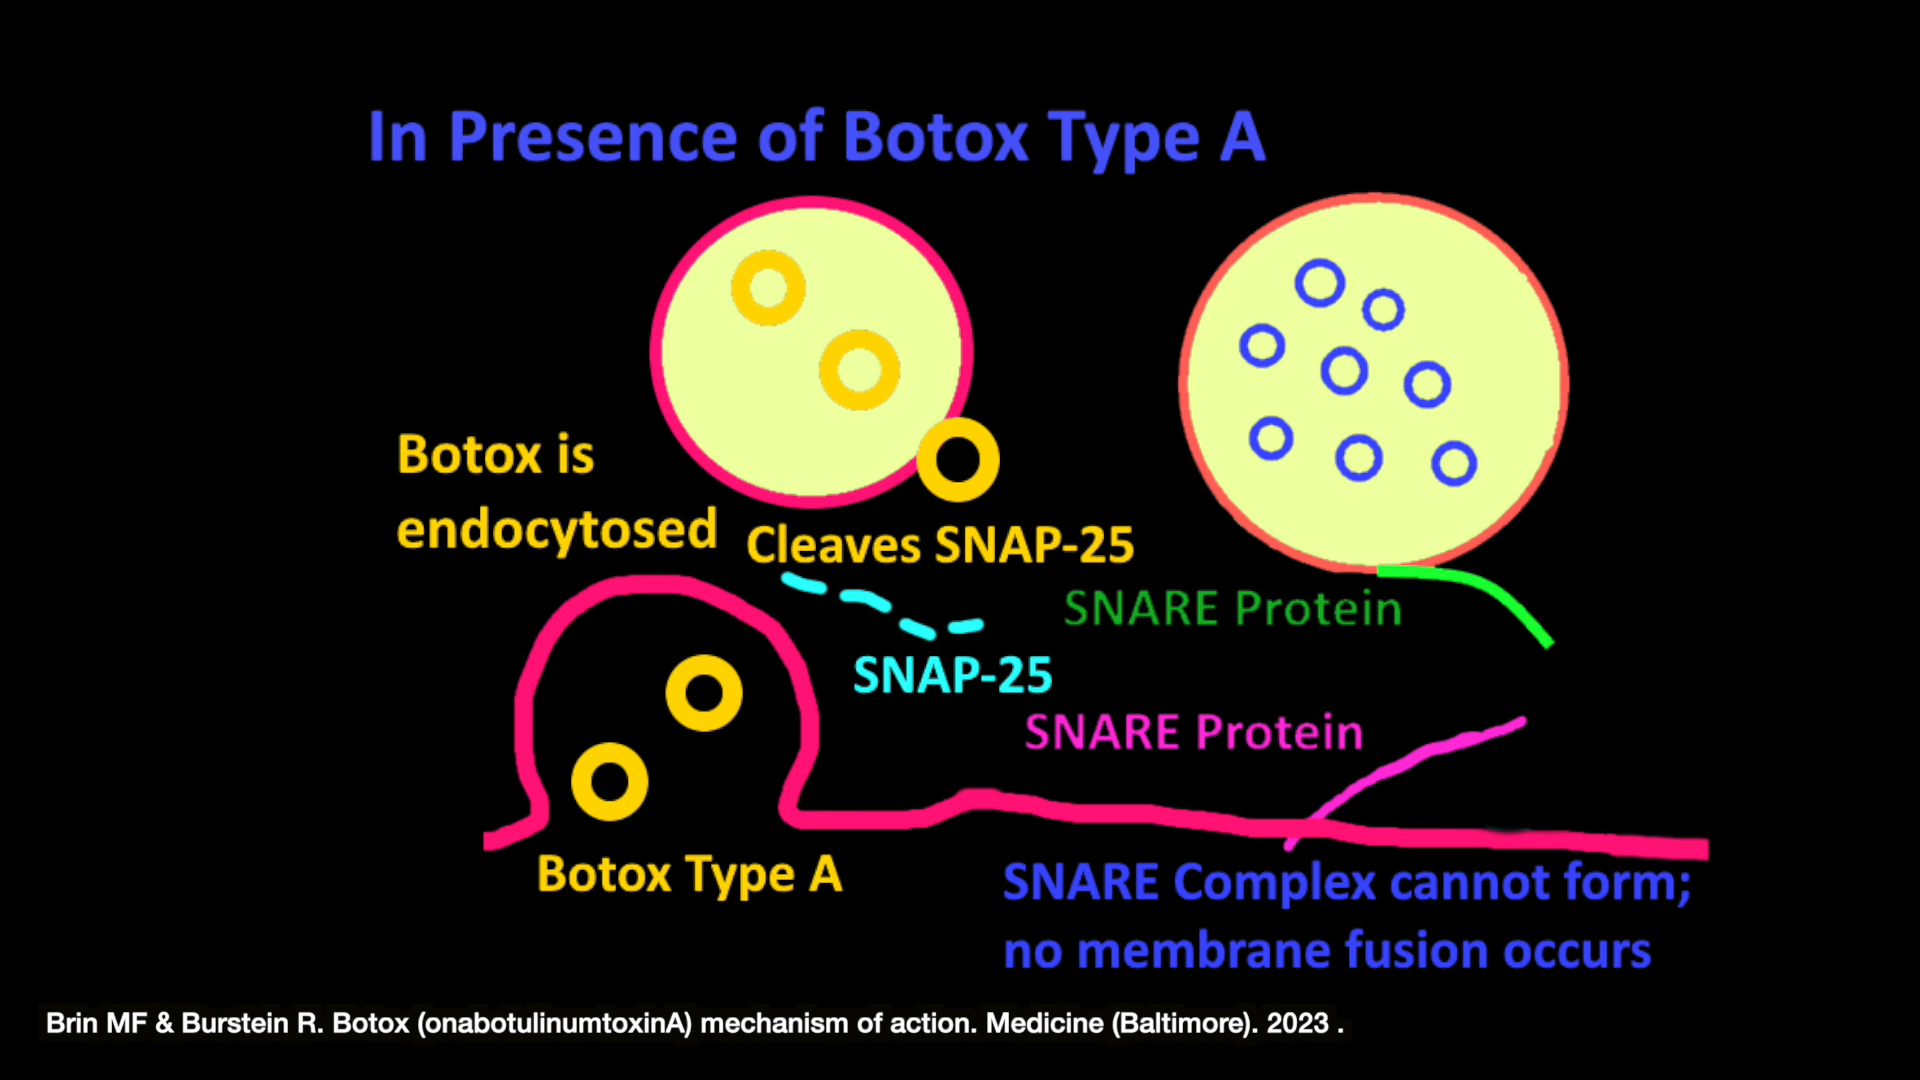 In Presence of Botox Type A
Botox is
endocytosed
Cleaves SNAP-25
SNARE Protein
SNAP-25
SNARE Protein
Botox Type A
SNARE Complex cannot form;
no membrane fusion occurs
Brin MF & Burstein R. Botox (onabotulinumtoxinA) mechanism of action. Medicine (Baltimore). 2023 .